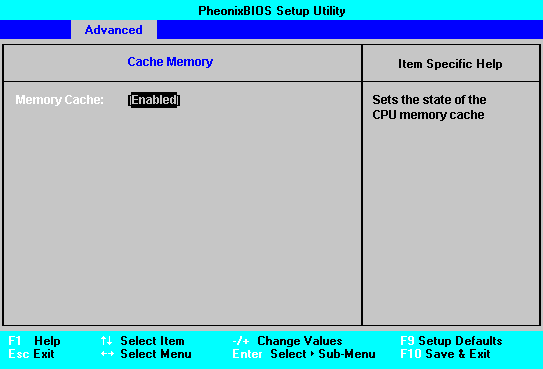 PheonixBIOS Setup Utility
Advanced
Cache Memory
Item Specific Help
Memory Cache: [Enabled]
Sets the state of the
CPU memory cache
F1 Help ↑↓ Select Item -/+ Change Values F9 Setup Defaults
Esc Exit ↔ Select Menu Enter Select ▸ Sub-Menu F10 Save & Exit